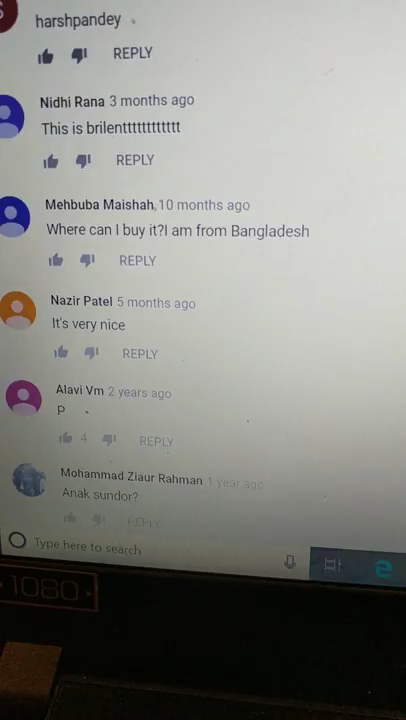 S
harshpandey
REPLY
Nidhi Rana 3 months ago
This is brilentttttttttttt
REPLY
Mehbuba Maishah 10 months ago
Where can I buy it?I am from Bangladesh
REPLY
Nazir Patel 5 months ago
It's very nice
REPLY
Alavi Vm 2 years ago
P .
4 REPLY
Mohammad Ziaur Rahman 1 year ago
Anak sundor?
REPLY
Type here to search
1080